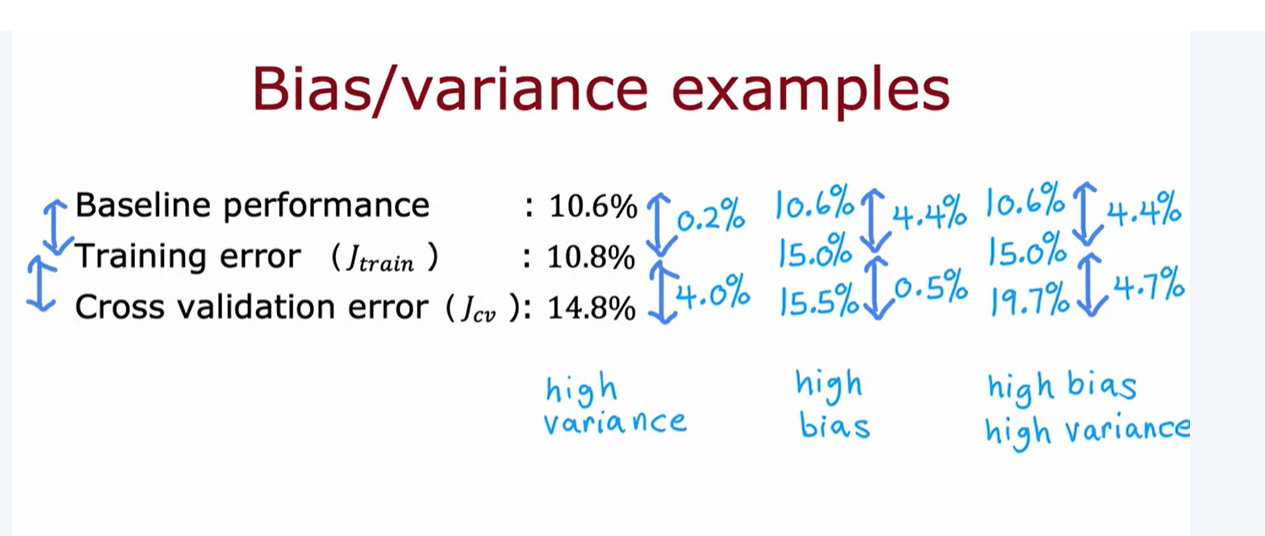 Bias/variance examples
Baseline performance : 10.6% 0.2% 10.6% 4.4% 10.6% 4.4%
Training error (J_train) : 10.8% 15.0% 15.0%
Cross validation error (J_cv): 14.8% 4.0% 15.5% 0.5% 19.7% 4.7%
high high high bias
variance bias high variance